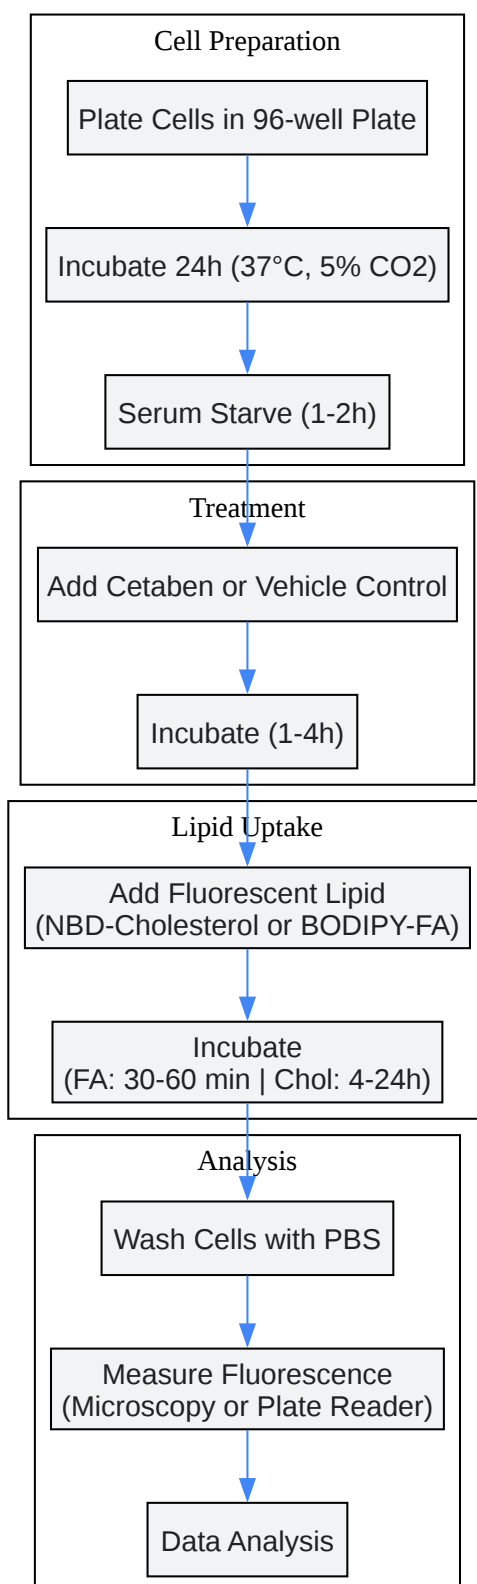 Cell Preparation
Plate Cells in 96-well Plate
Incubate 24h (37°C, 5% CO2)
Serum Starve (1-2h)
Treatment
Add Cetaben or Vehicle Control
Incubate (1-4h)
Lipid Uptake
Add Fluorescent Lipid
(NBD-Cholesterol or BODIPY-FA)
Incubate
(FA: 30-60 min | Chol: 4-24h)
Analysis
Wash Cells with PBS
Measure Fluorescence
(Microscopy or Plate Reader)
Data Analysis